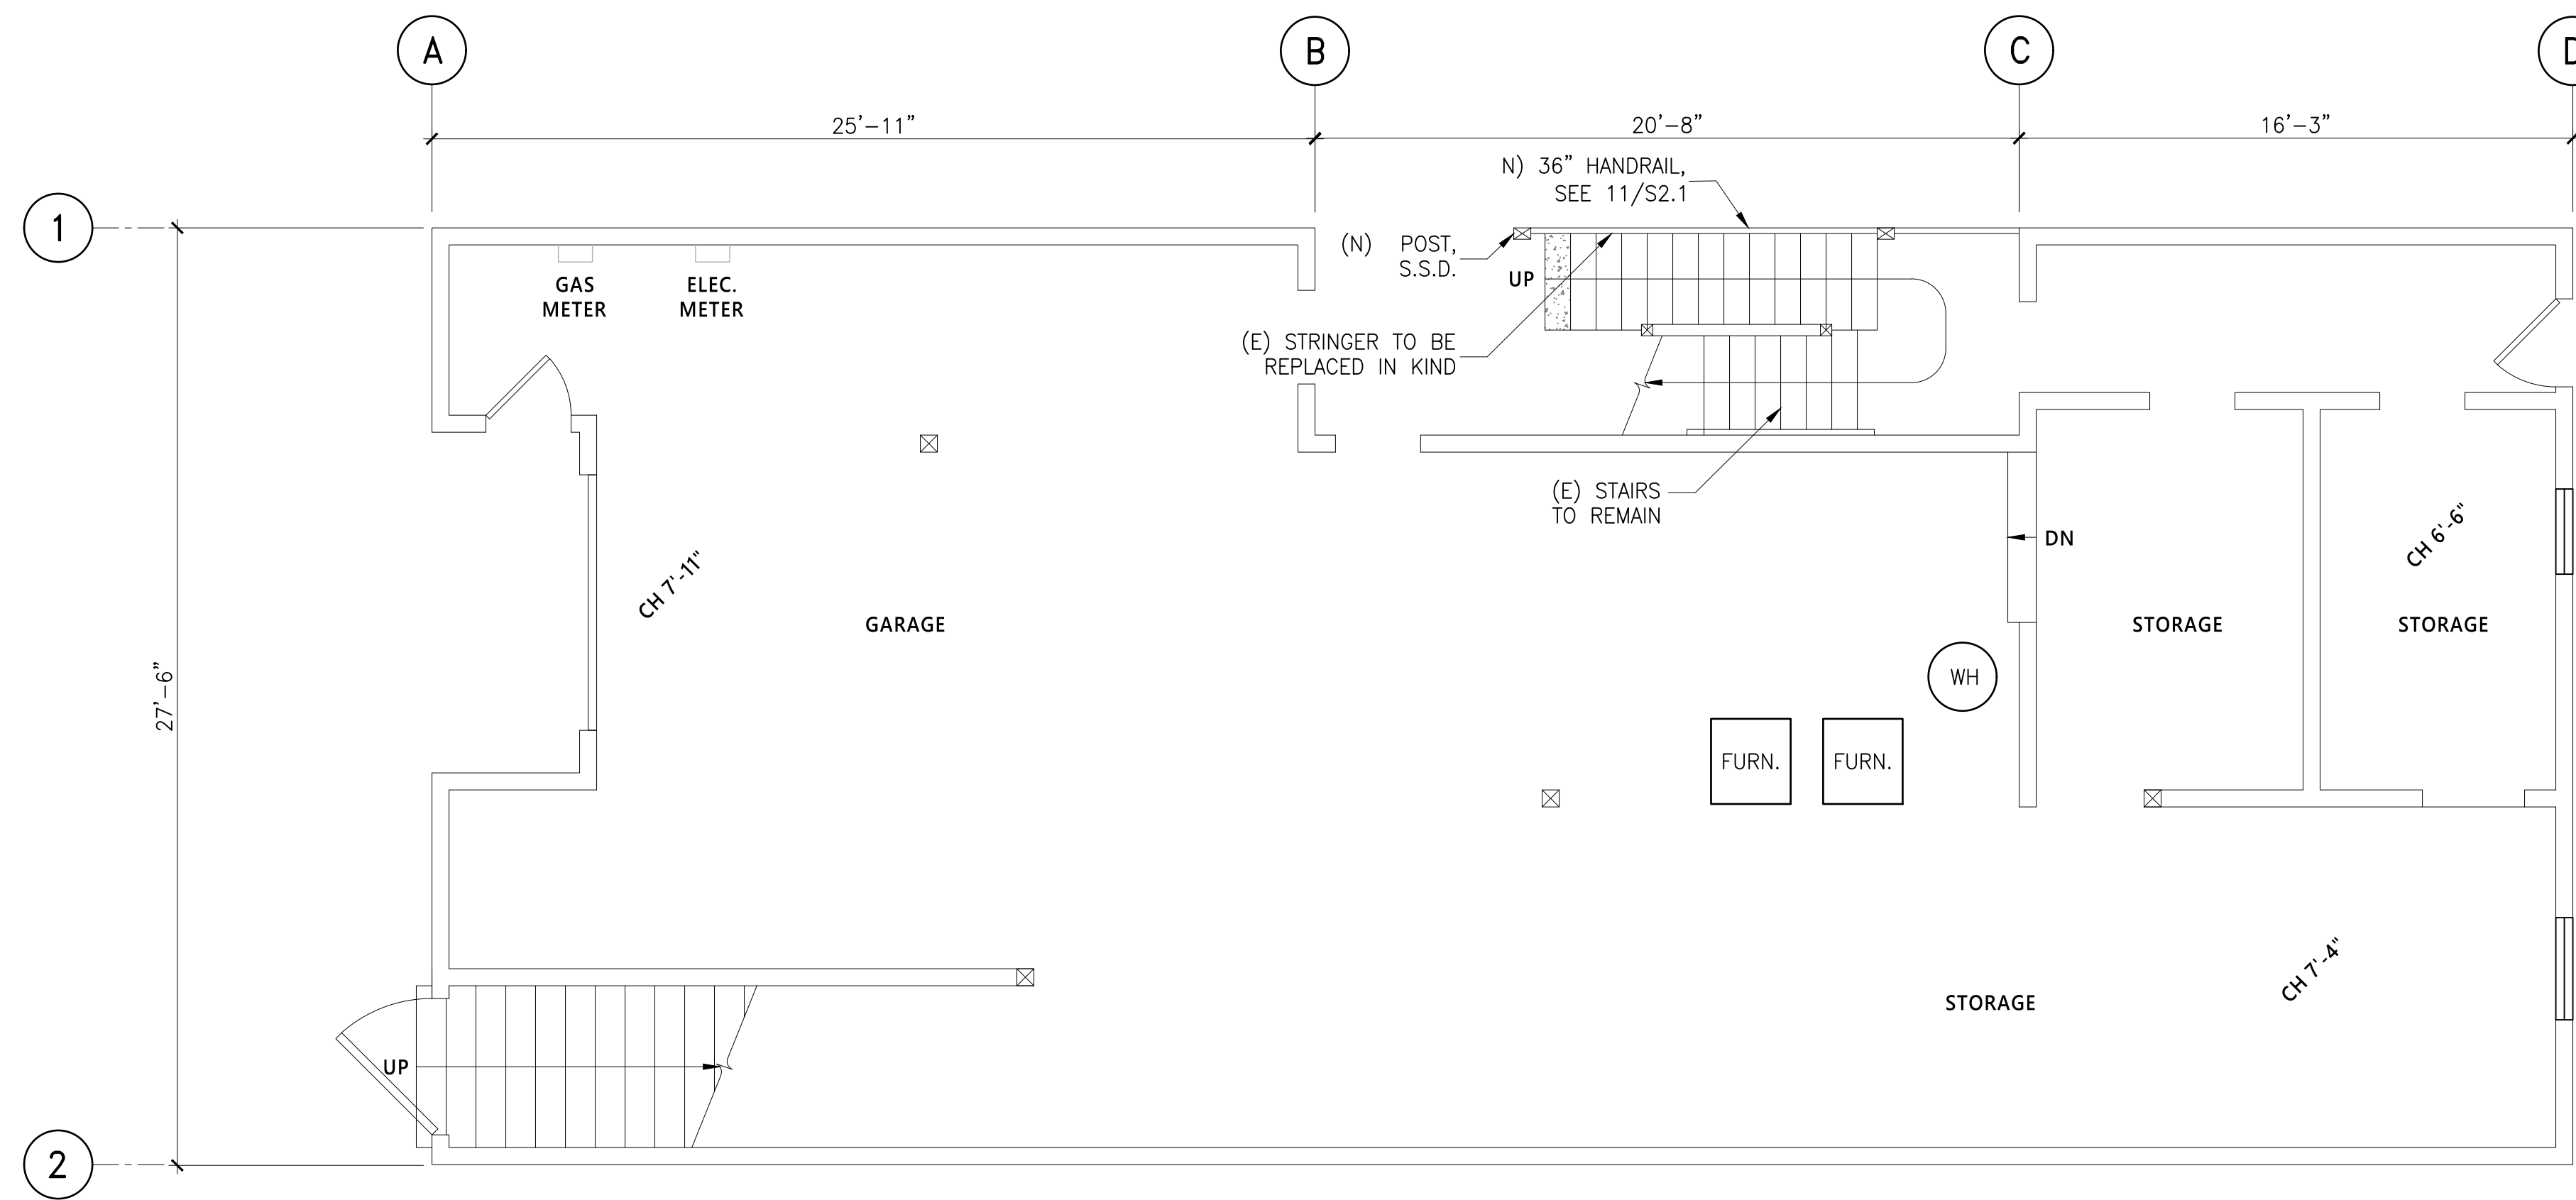 A
B
C
D
25'-11"
20'-8"
16'-3"
N) 36" HANDRAIL,
SEE 11/S2.1
1
(N) POST,
S.S.D.
GAS
METER
ELEC.
METER
UP
(E) STRINGER TO BE
REPLACED IN KIND
(E) STAIRS
TO REMAIN
CH 7'-11"
CH 6'-6"
DN
GARAGE
STORAGE
STORAGE
27'-6"
WH
FURN.
FURN.
CH 7'-4"
STORAGE
UP
2